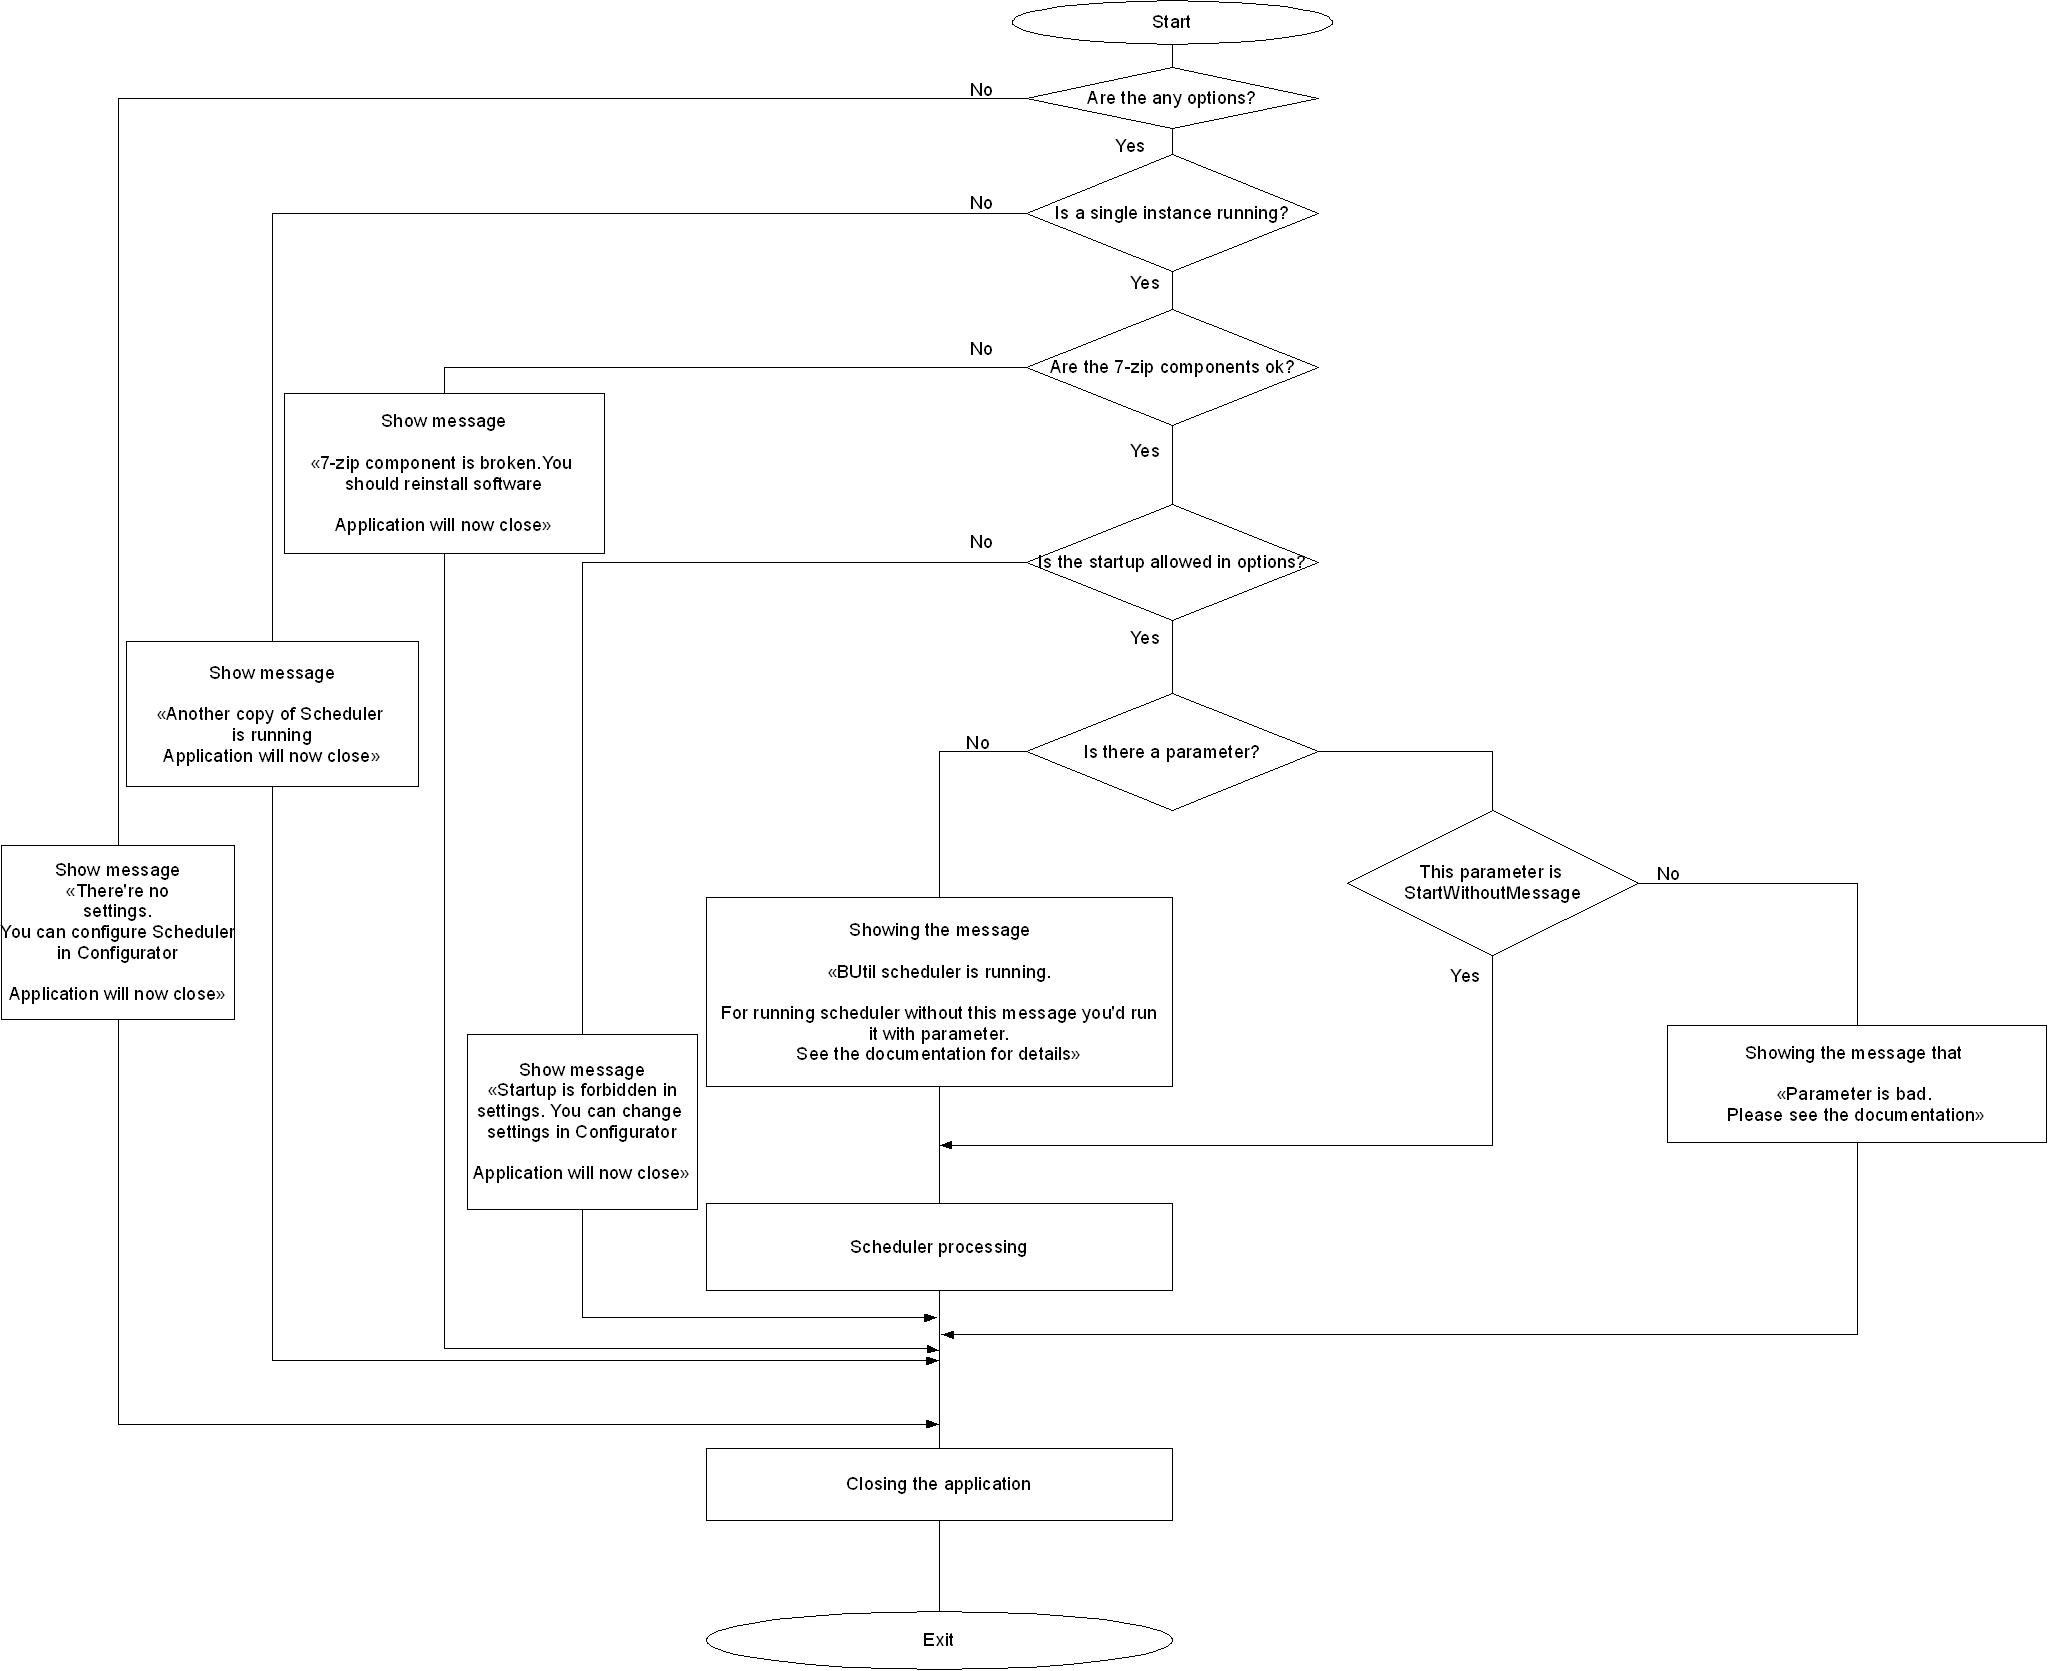 Start
No
Are the any options?
Yes
No
Is a single instance running?
Yes
No
Are the 7-zip components ok?
Show message
«7-zip component is broken.You
should reinstall software
Application will now close»
Yes
No
Is the startup allowed in options?
Yes
Show message
«Another copy of Scheduler
is running
Application will now close»
No
Is there a parameter?
Show message
«There're no
settings.
You can configure Scheduler
in Configurator
Application will now close»
This parameter is
StartWithoutMessage
No
Yes
Showing the message
«BUtil scheduler is running.
For running scheduler without this message you'd run
it with parameter.
See the documentation for details»
Show message
«Startup is forbidden in
settings. You can change
settings in Configurator
Application will now close»
Showing the message that
«Parameter is bad.
Please see the documentation»
Scheduler processing
Closing the application
Exit